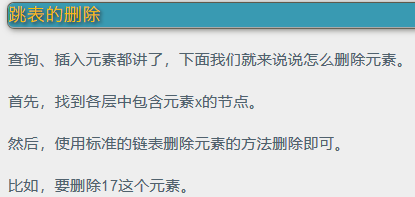 跳表的删除
查询、插入元素都讲了，下面我们就来说说怎么删除元素。
首先，找到各层中包含元素x的节点。
然后，使用标准的链表删除元素的方法删除即可。
比如，要删除17这个元素。